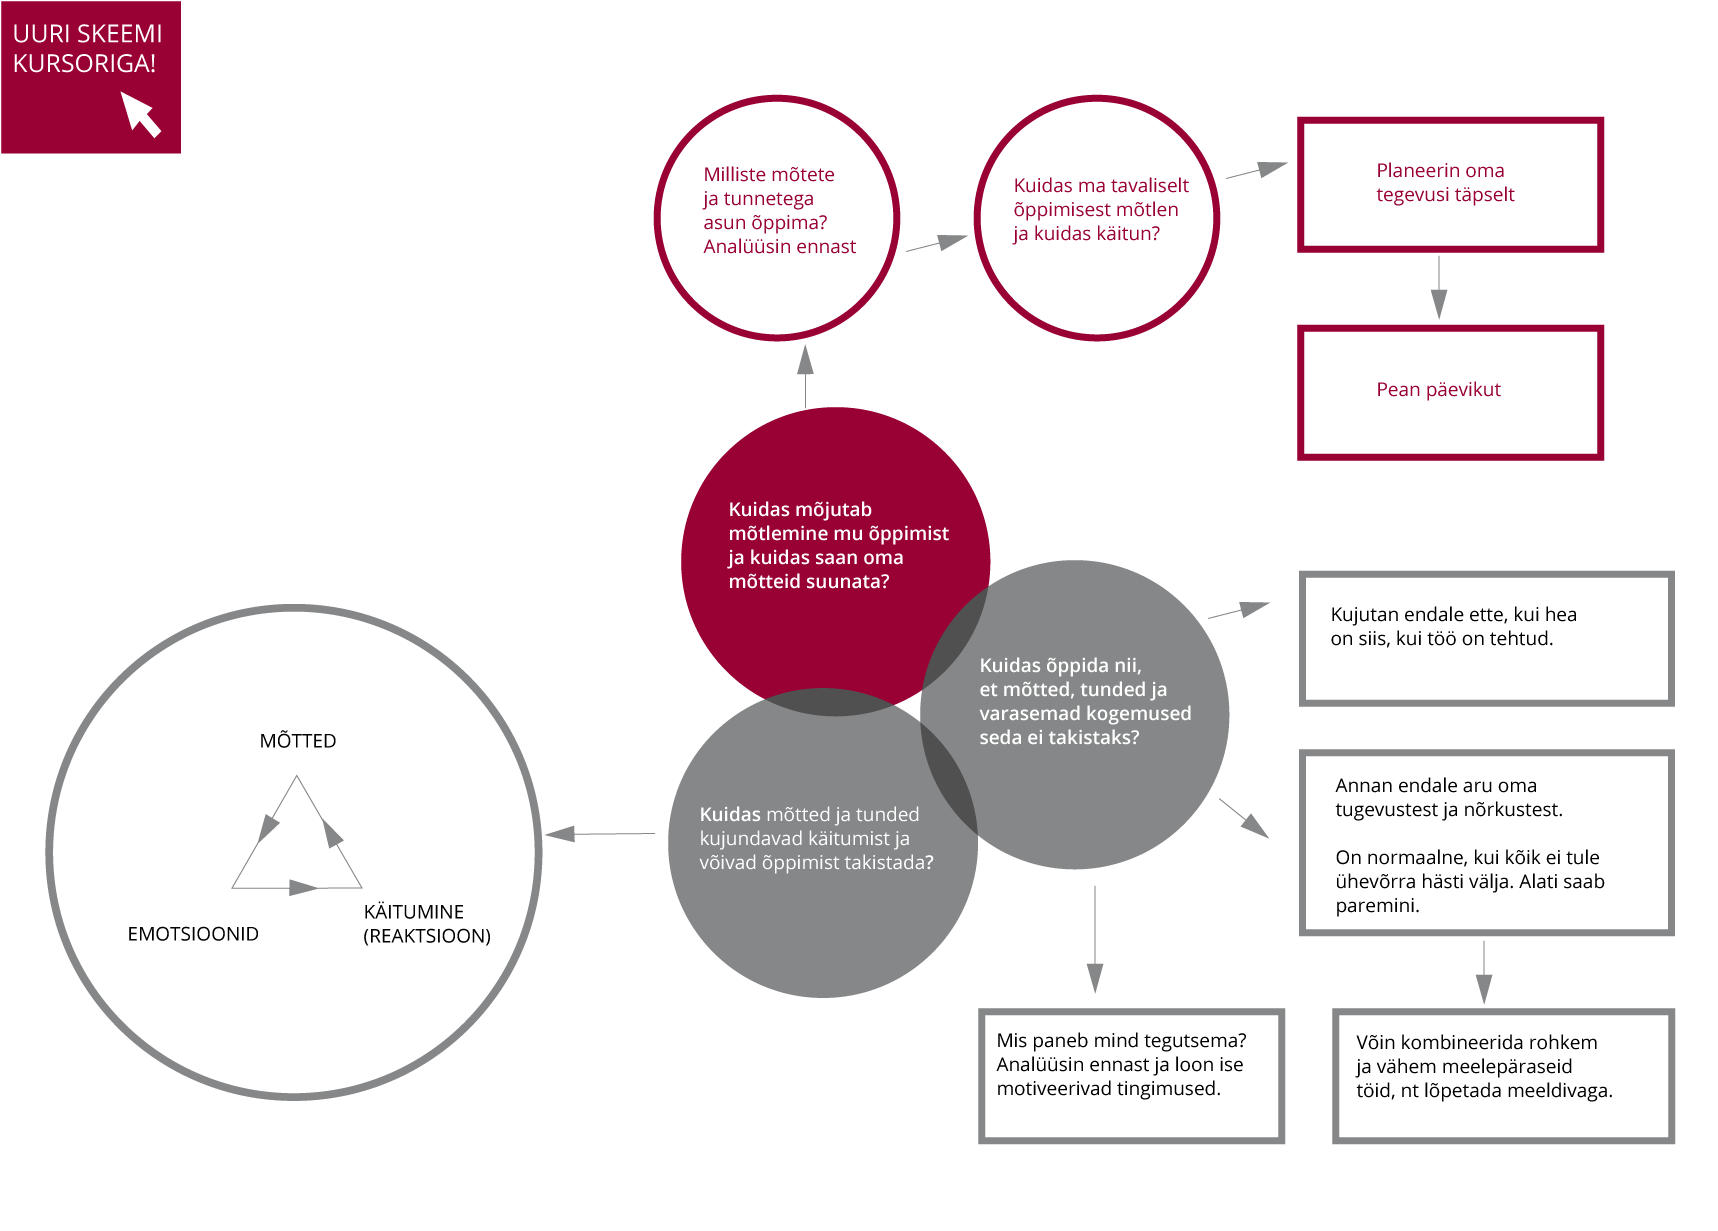 UURI SKEEMI
KURSORIGA!
Milliste mõtete
ja tunnetega
asun õppima?
Analüüsin ennast
Kuidas ma tavaliselt
õppimisest mõtlen
ja kuidas käitun?
Planeerin oma
tegevusi täpselt
Pean päevikut
Kuidas mõjutab
mõtlemine mu õppimist
ja kuidas saan oma
mõtteid suunata?
Kuidas õppida nii,
et mõtted, tunded ja
varasemad kogemused
seda ei takistaks?
Kujutan endale ette, kui hea
on siis, kui töö on tehtud.
Annan endale aru oma
tugevustest ja nõrkustest.
On normaalne, kui kõik ei tule
ühevõrra hästi välja. Alati saab
paremini.
Kuidas mõtted ja tunded
kujundavad käitumist ja
võivad õppimist takistada?
MÕTTED
EMOTSIOONID
KÄITUMINE
(REAKTSIOON)
Mis paneb mind tegutsema?
Analüüsin ennast ja loon ise
motiveerivad tingimused.
Võin kombineerida rohkem
ja vähem meelepäraseid
töid, nt lõpetada meeldivaga.